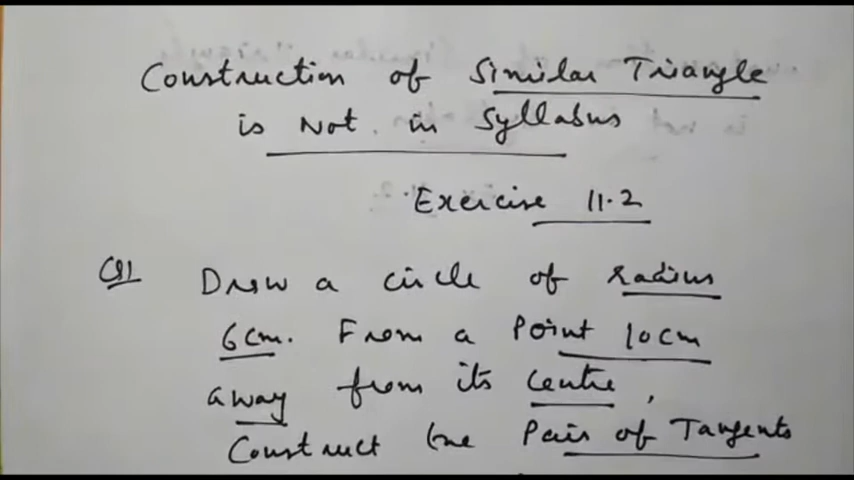 Construction of Similar Triangle
is Not in Syllabus
Exercise 11.2
Q1 Draw a circle of radius
6cm. From a Point 10cm
away from its centre,
Construct the Pair of Tangents